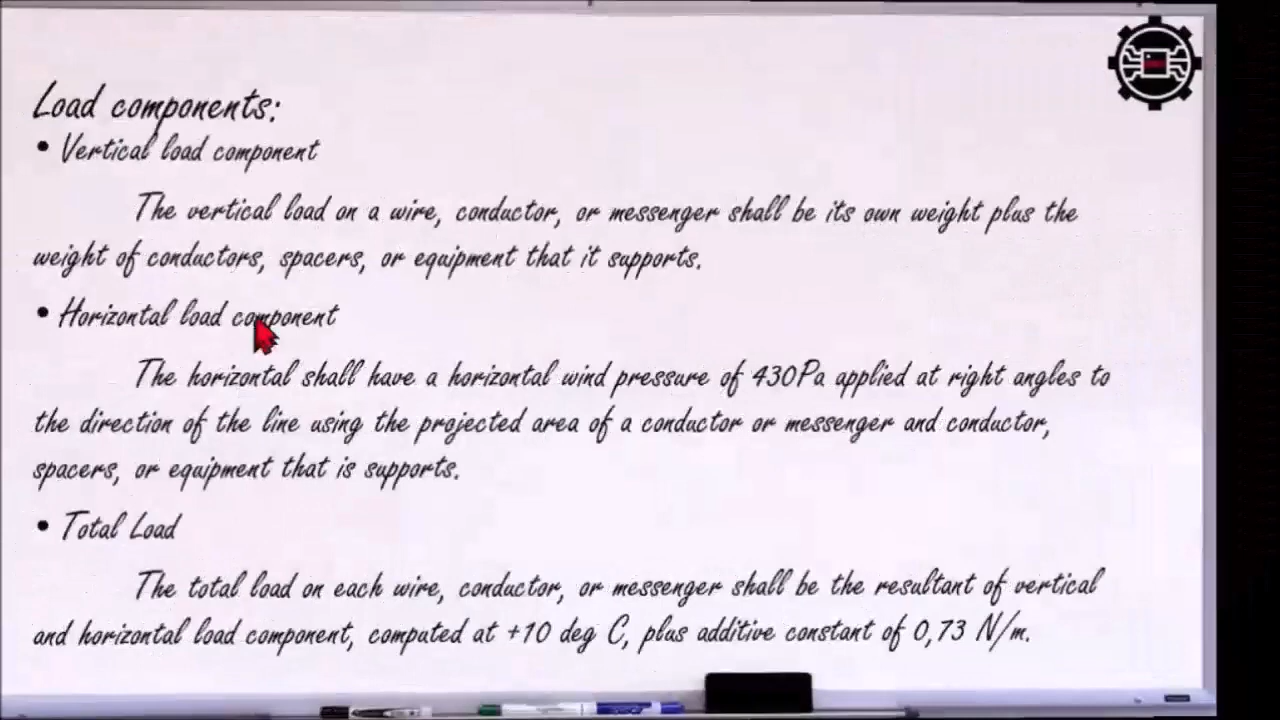 Load components:
• Vertical load component
The vertical load on a wire, conductor, or messenger shall be its own weight plus the
weight of conductors, spacers, or equipment that it supports.
• Horizontal load component
The horizontal shall have a horizontal wind pressure of 430Pa applied at right angles to
the direction of the line using the projected area of a conductor or messenger and conductor,
spacers, or equipment that is supports.
• Total Load
The total load on each wire, conductor, or messenger shall be the resultant of vertical
and horizontal load component, computed at +10 deg C, plus additive constant of 0,73 N/m.